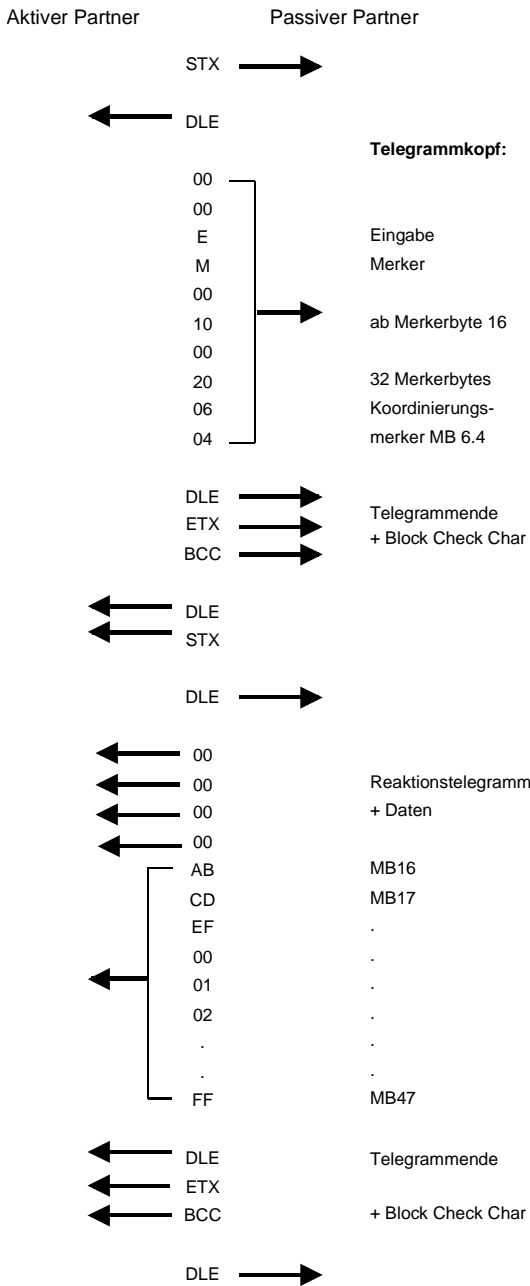 Aktiver Partner Passiver Partner
STX
DLE
Telegrammkopf:
00
00
E Eingabe
M Merker
00
10 ab Merkerbyte 16
00
20 32 Merkerbytes
06 Koordinierungs-
04 merker MB 6.4
DLE
Telegrammende
ETX
+ Block Check Char
BCC
DLE
STX
DLE
00
00 Reaktionstelegramm
00 + Daten
00
AB MB16
CD MB17
EF .
00 .
01 .
02 .
. .
. .
FF MB47
DLE Telegrammende
ETX
BCC + Block Check Char
DLE